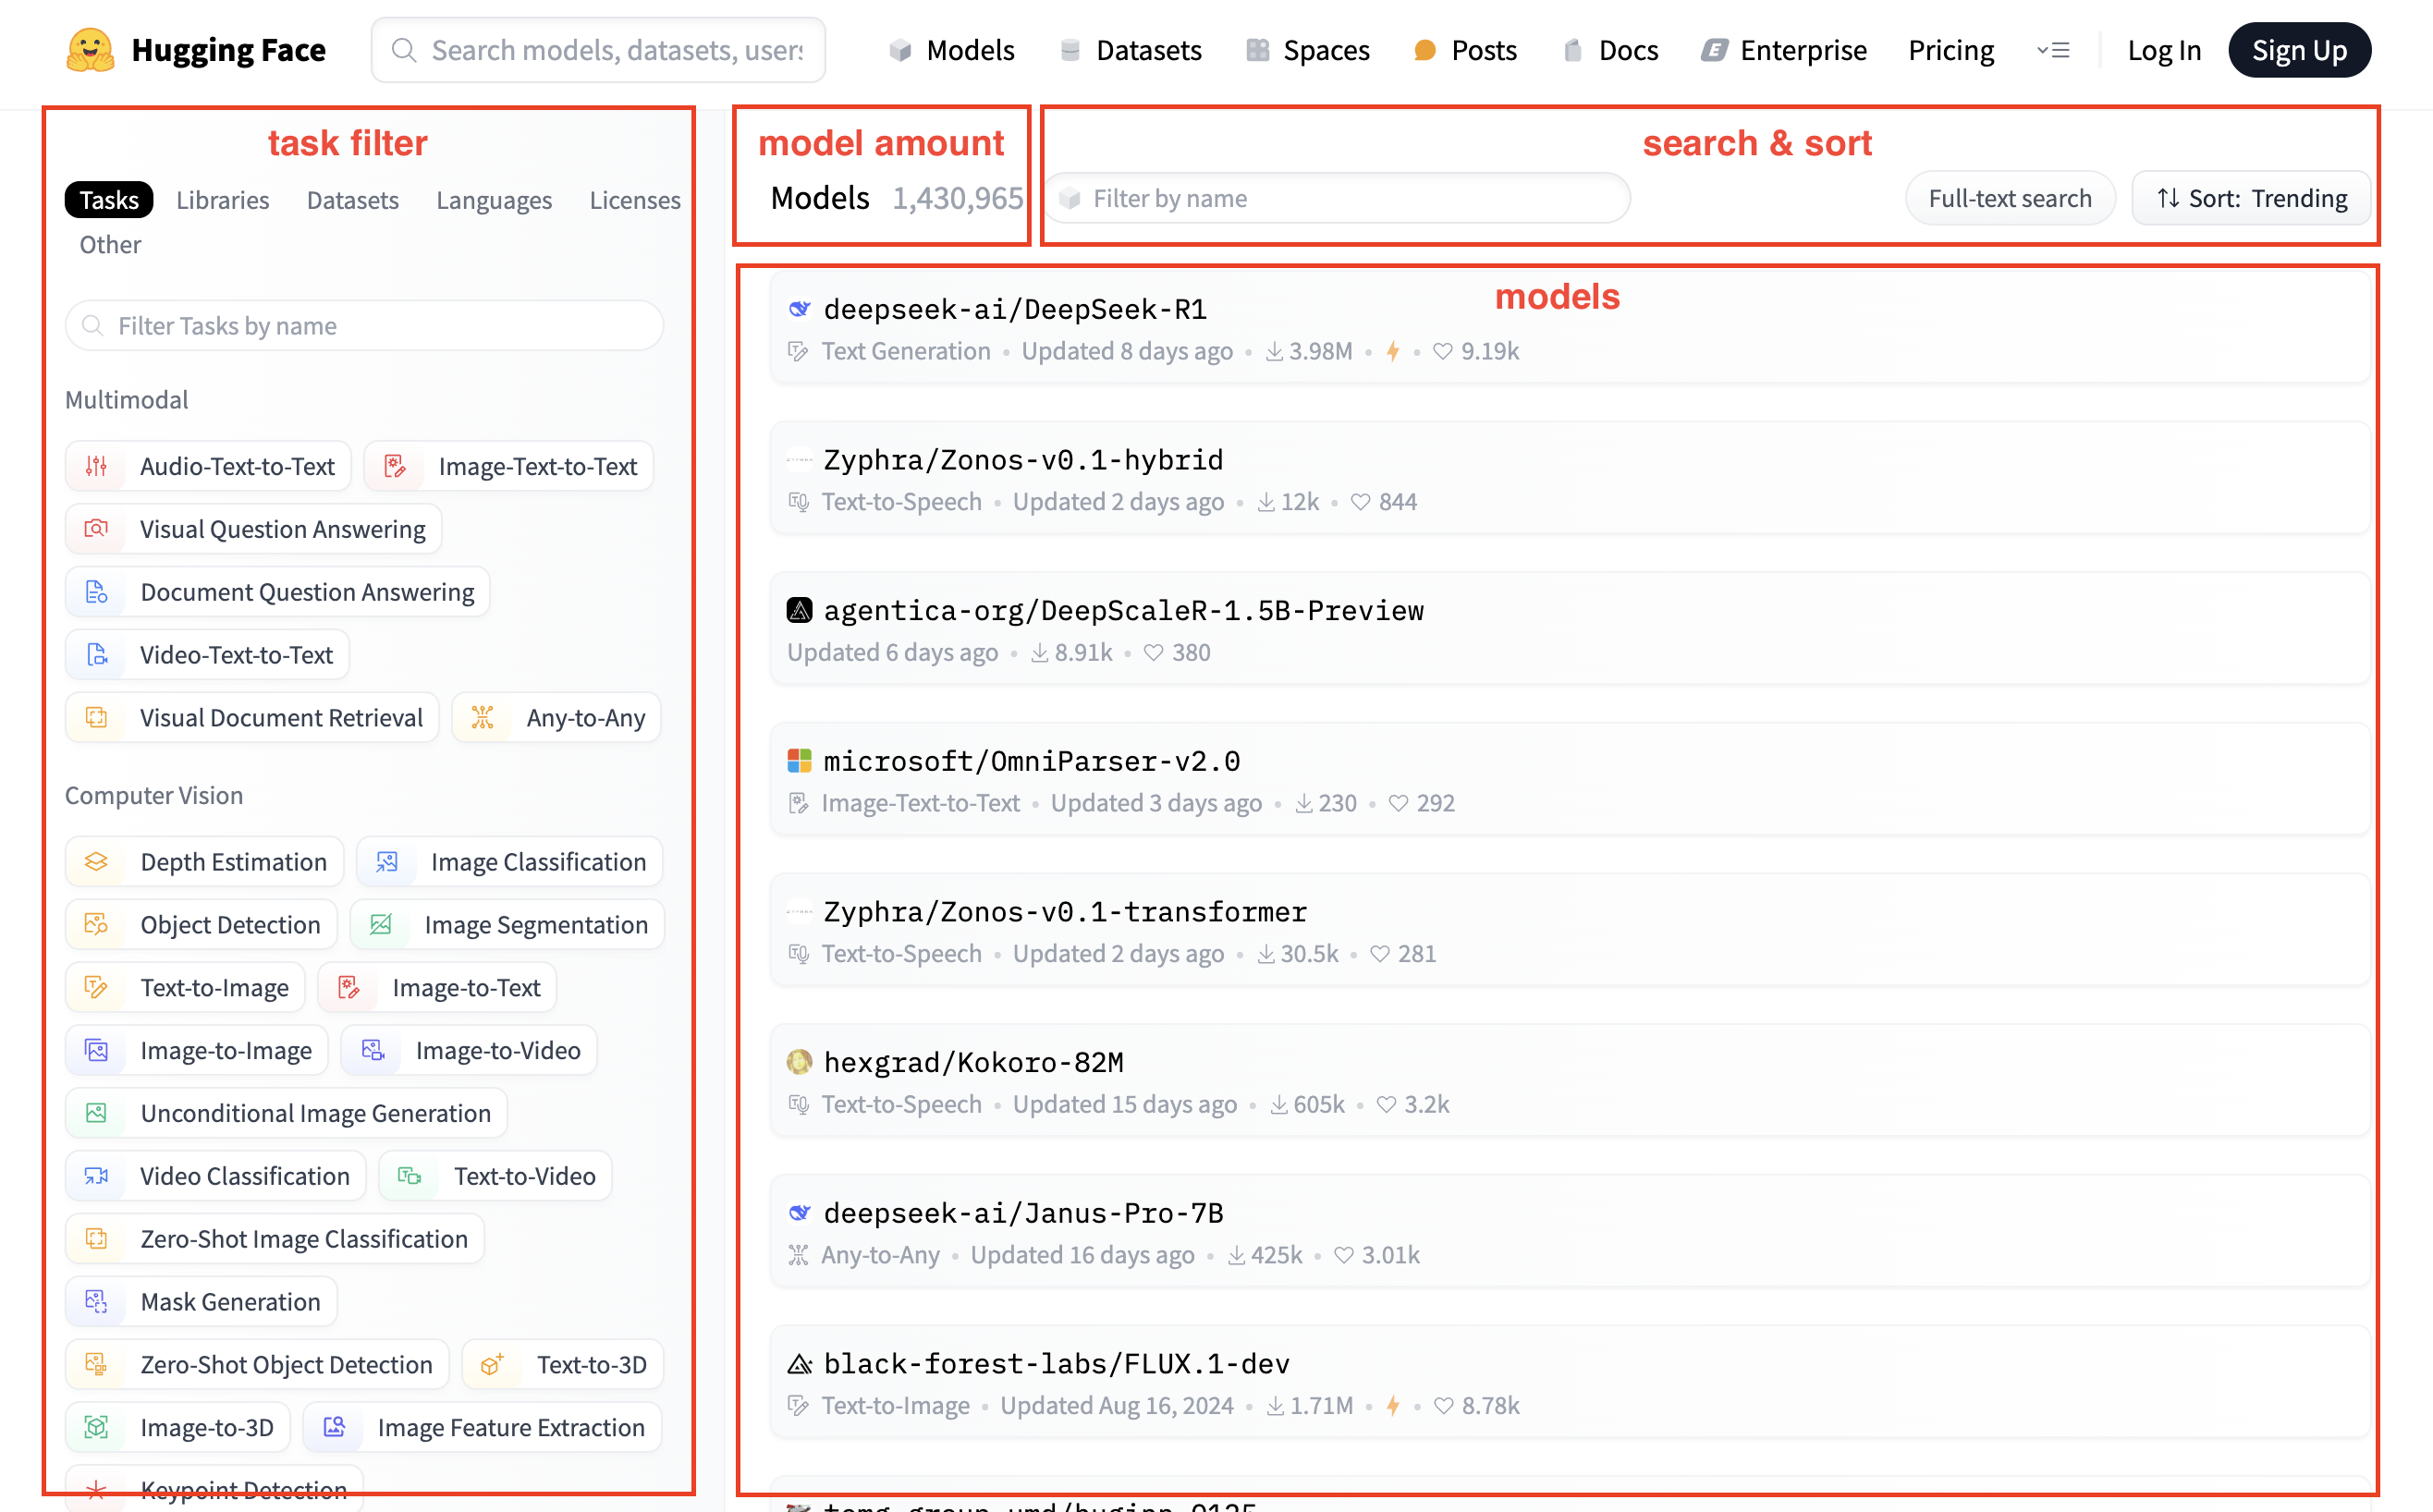 Hugging Face
Search models, datasets, users
Models
Datasets
Spaces
Posts
Docs
Enterprise
Pricing
Log In
Sign Up
task filter
Tasks
Libraries
Datasets
Languages
Licenses
Other
Filter Tasks by name
Multimodal
Audio-Text-to-Text
Image-Text-to-Text
Visual Question Answering
Document Question Answering
Video-Text-to-Text
Visual Document Retrieval
Any-to-Any
Computer Vision
Depth Estimation
Image Classification
Object Detection
Image Segmentation
Text-to-Image
Image-to-Text
Image-to-Image
Image-to-Video
Unconditional Image Generation
Video Classification
Text-to-Video
Zero-Shot Image Classification
Mask Generation
Zero-Shot Object Detection
Text-to-3D
Image-to-3D
Image Feature Extraction
Keypoint Detection
model amount
Models 1,430,965
search & sort
Filter by name
Full-text search
Sort: Trending
models
deepseek-ai/DeepSeek-R1
Text Generation • Updated 8 days ago • 3.98M • • 9.19k
Zyphra/Zonos-v0.1-hybrid
Text-to-Speech • Updated 2 days ago • 12k • 844
agentica-org/DeepScaleR-1.5B-Preview
Updated 6 days ago • 8.91k • 380
microsoft/OmniParser-v2.0
Image-Text-to-Text • Updated 3 days ago • 230 • 292
Zyphra/Zonos-v0.1-transformer
Text-to-Speech • Updated 2 days ago • 30.5k • 281
hexgrad/Kokoro-82M
Text-to-Speech • Updated 15 days ago • 605k • 3.2k
deepseek-ai/Janus-Pro-7B
Any-to-Any • Updated 16 days ago • 425k • 3.01k
black-forest-labs/FLUX.1-dev
Text-to-Image • Updated Aug 16, 2024 • 1.71M • • 8.78k